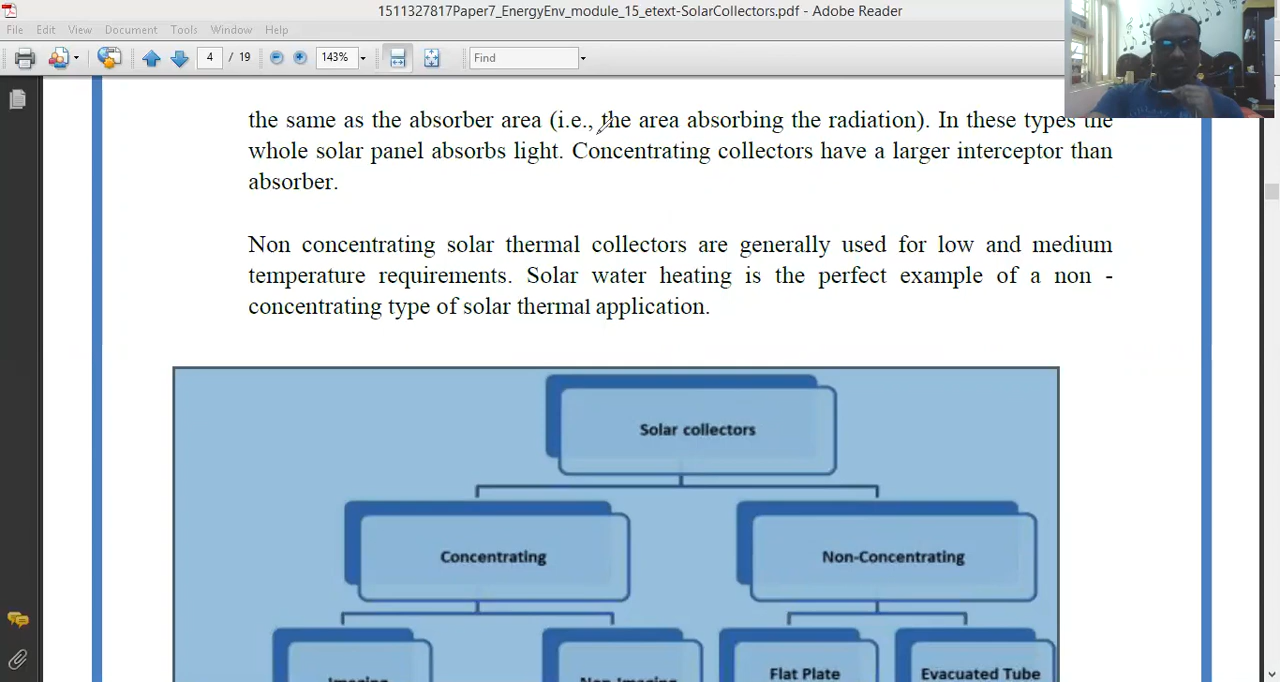 1511327817Paper7_EnergyEnv_module_15_etext-SolarCollectors.pdf - Adobe Reader
File Edit View Document Tools Window Help
4 / 19 143% Find
the same as the absorber area (i.e., the area absorbing the radiation). In these types the
whole solar panel absorbs light. Concentrating collectors have a larger interceptor than
absorber.
Non concentrating solar thermal collectors are generally used for low and medium
temperature requirements. Solar water heating is the perfect example of a non -
concentrating type of solar thermal application.
Solar collectors
Concentrating Non-Concentrating
Imaging Non-Imaging Flat Plate Evacuated Tube